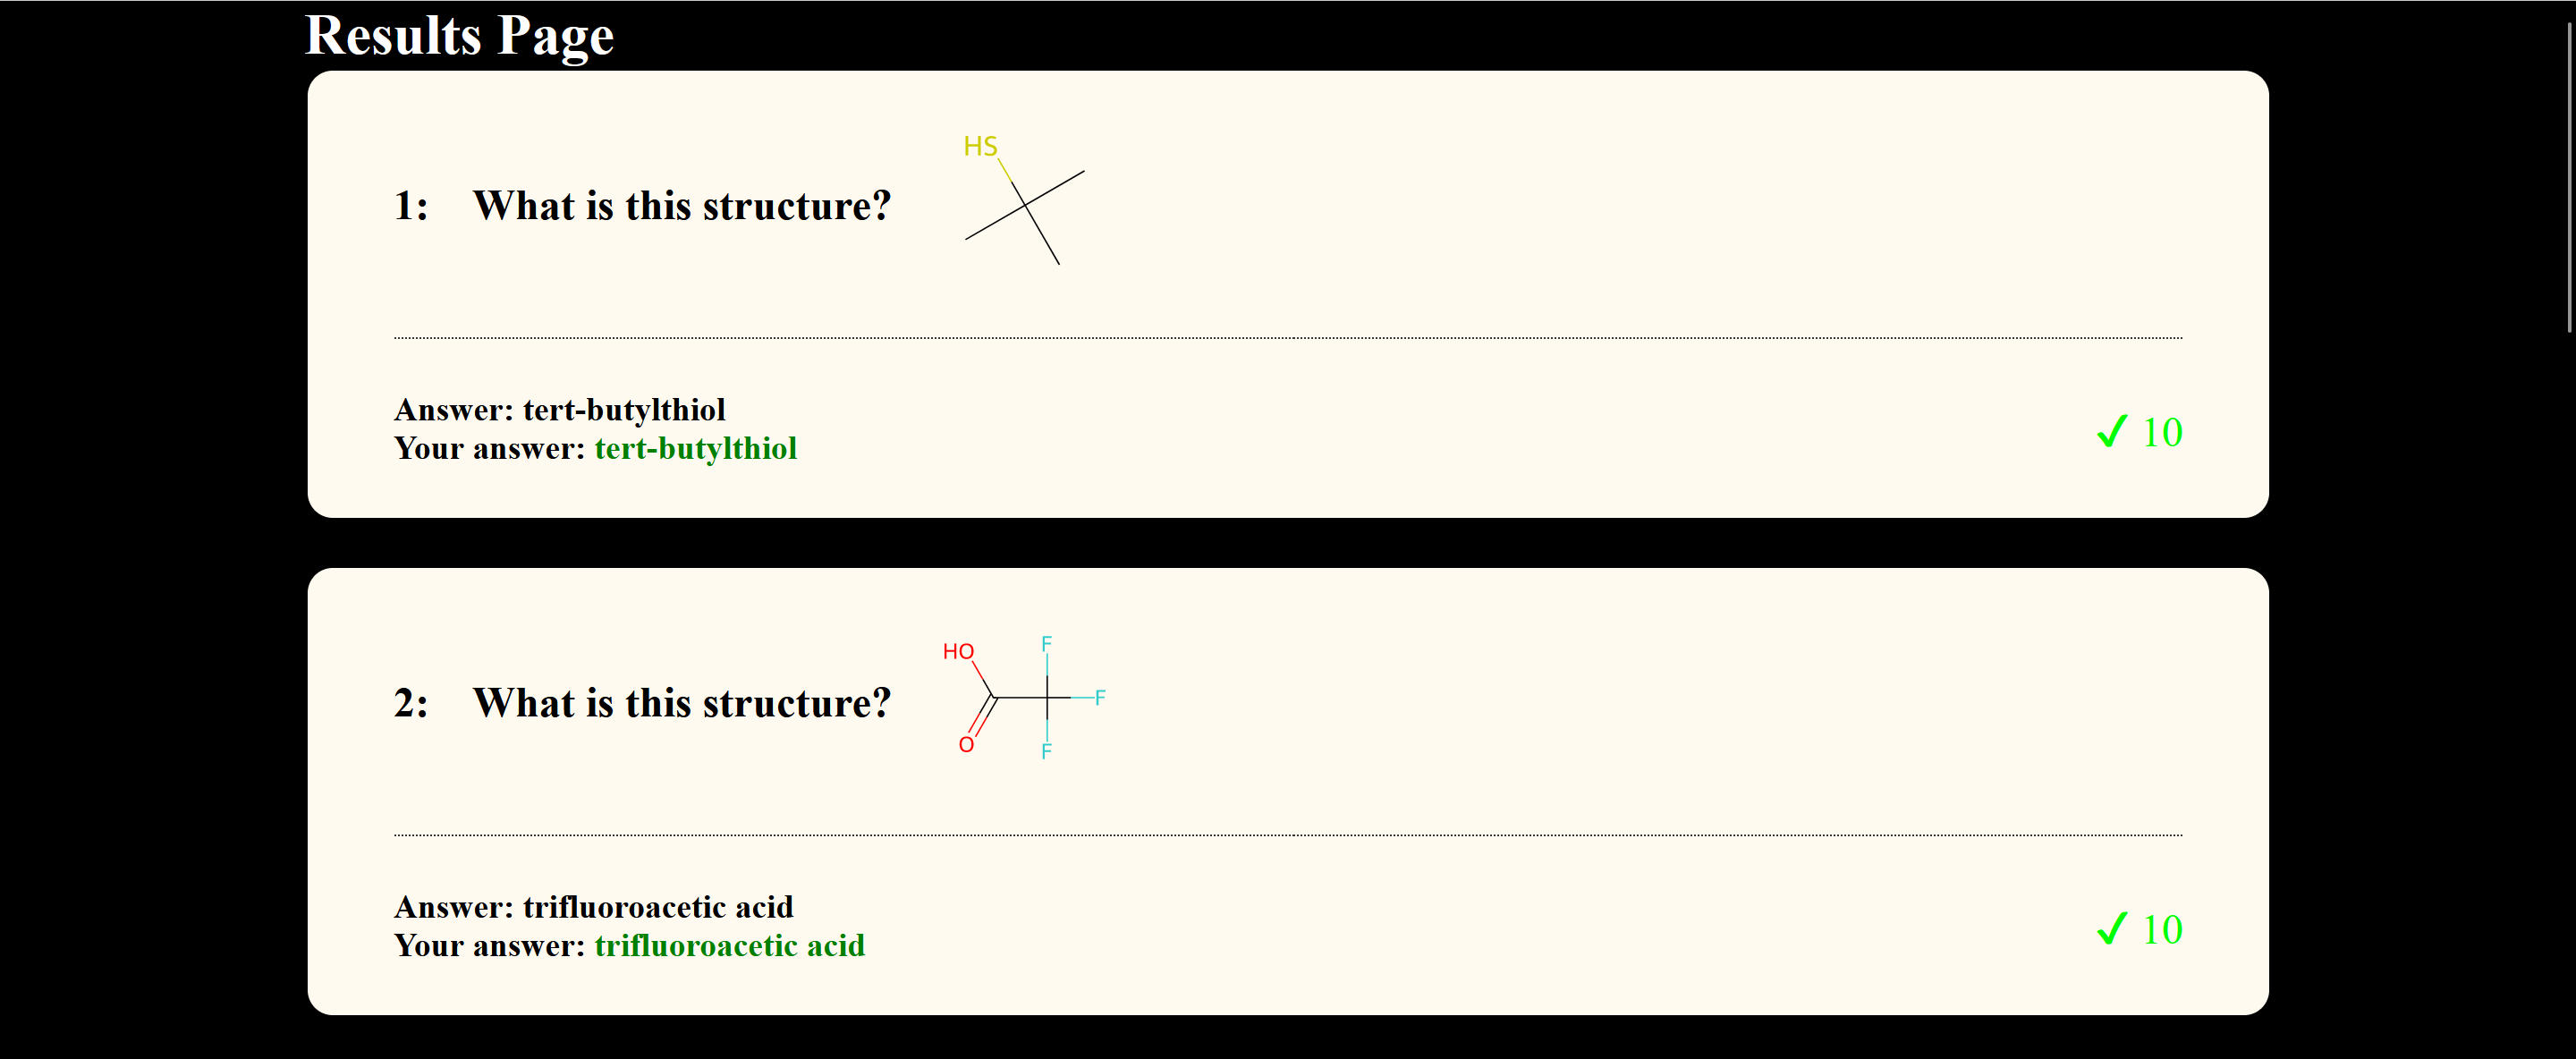 Results Page
HS
1: What is this structure?
Answer: tert-butylthiol
Your answer: tert-butylthiol
✓ 10
HO
F
F
2: What is this structure?
O
F
Answer: trifluoroacetic acid
Your answer: trifluoroacetic acid
✓ 10